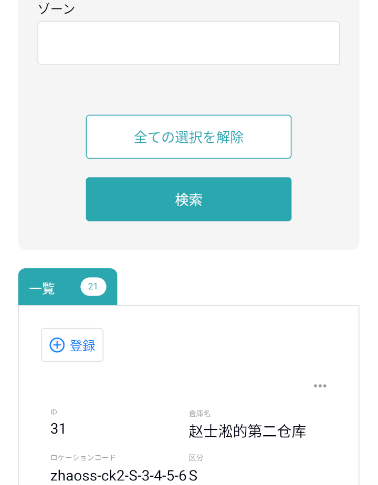 ゾーン
全ての選択を解除
検索
一覧 21
登録
ID 倉庫名
31 赵士淞的第二仓库
ロケーションコード 区分
zhaoss-ck2-S-3-4-5-6 S